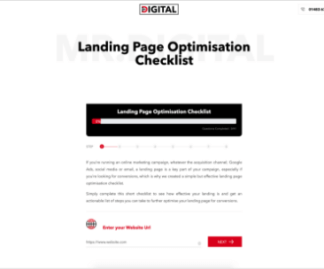 DIGITAL
MR DIGITAL
Landing Page Optimisation
Checklist
Landing Page Optimisation Checklist
STEP
If you're running an online marketing campaign, whatever the acquisition channel, Google
Ads, social media or email, a landing page is a key part of your campaign, especially if
you're looking for conversions which is why we created a simple but effective landing page
optimisation checklist.
Simply complete this short checklist to see how effective your landing is and get an
actionable list of steps you can take to further optimise your landing page for conversions.
Enter your Website Url
https://www.website.com
NEXT